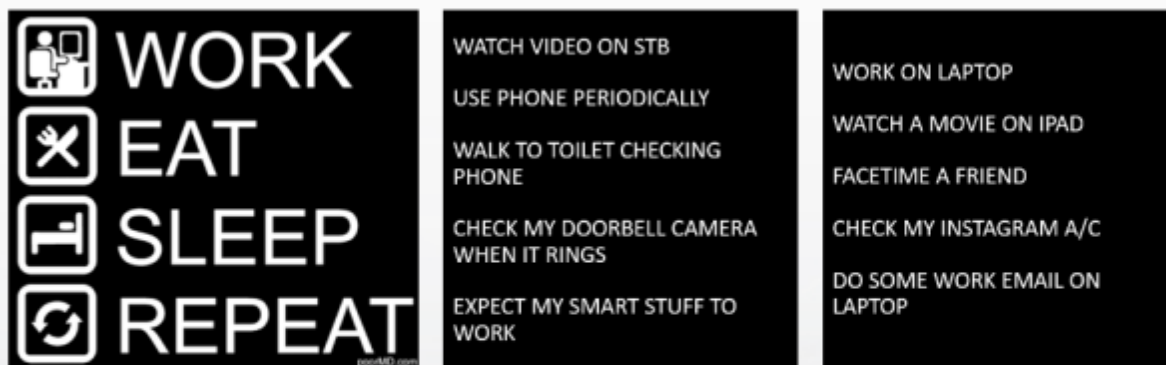 WORK
EAT
SLEEP
REPEAT
WATCH VIDEO ON STB
USE PHONE PERIODICALLY
WALK TO TOILET CHECKING
PHONE
CHECK MY DOORBELL CAMERA
WHEN IT RINGS
EXPECT MY SMART STUFF TO
WORK
WORK ON LAPTOP
WATCH A MOVIE ON IPAD
FACETIME A FRIEND
CHECK MY INSTAGRAM A/C
DO SOME WORK EMAIL ON
LAPTOP